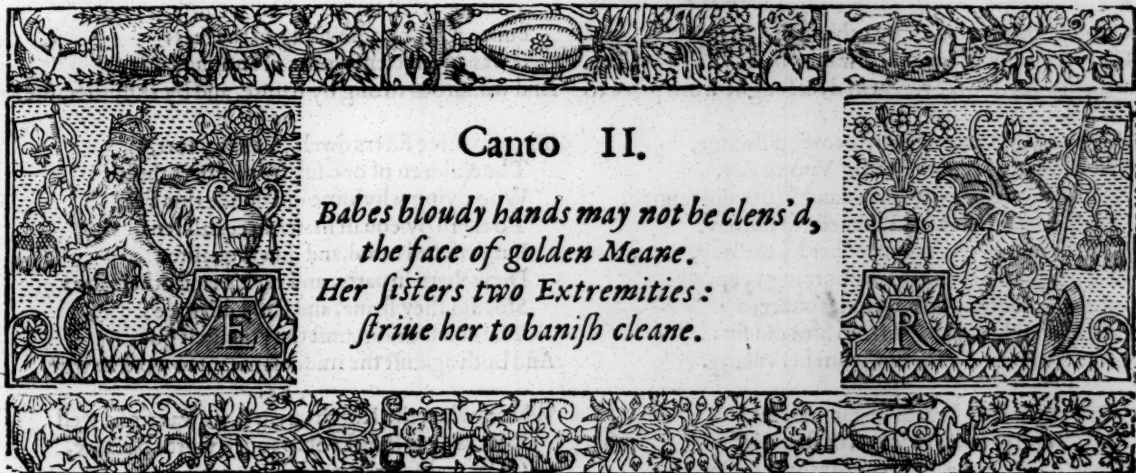 Canto II.
Babes bloudy hands may not be clens'd,
the face of golden Meane.
Her ſiſters two Extremities:
ſtriue her to baniſh cleane.
E
R